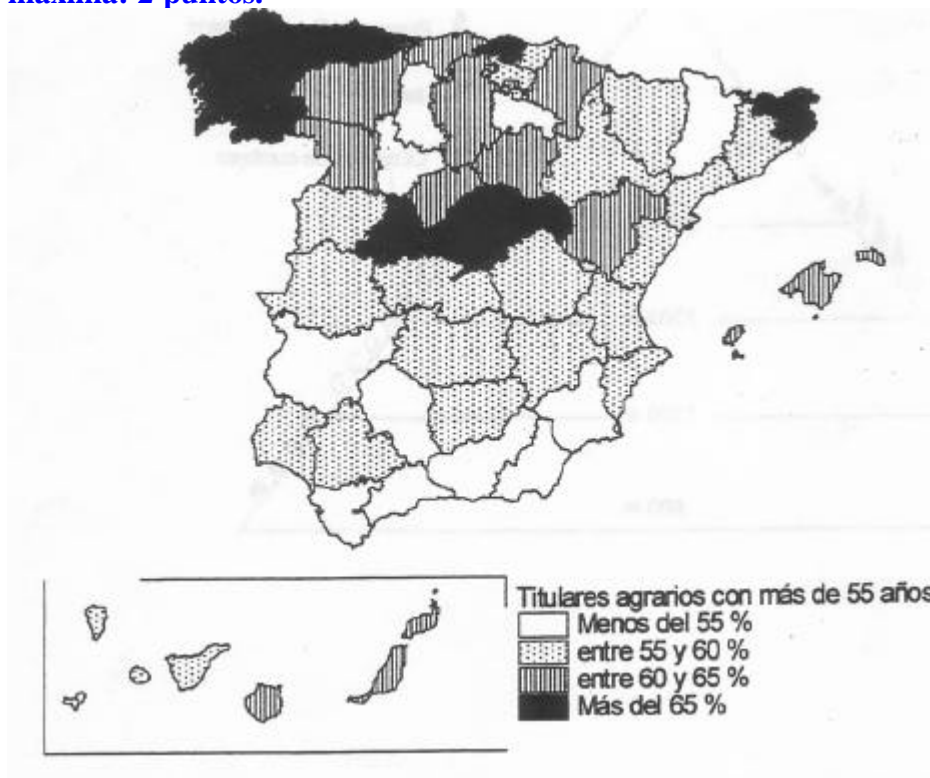 máxima: 2 puntos.
Titulares agrarios con más de 55 años
Menos del 55 %
entre 55 y 60 %
entre 60 y 65 %
Más del 65 %